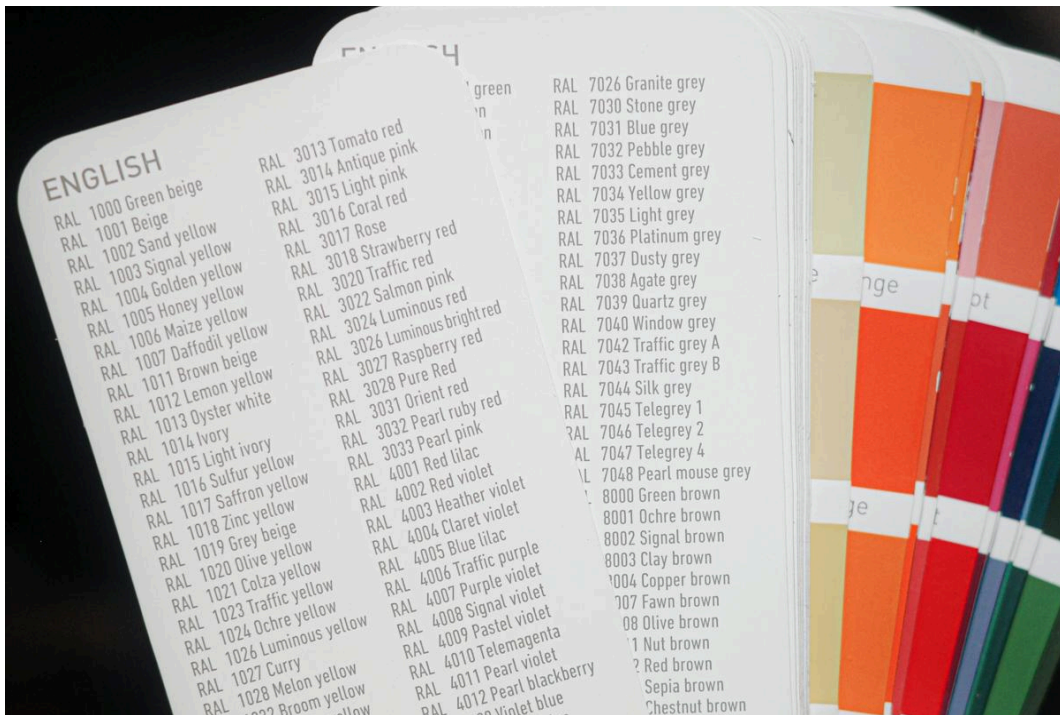 ENGLISH
RAL 1000 Green beige
RAL 1001 Beige
RAL 1002 Sand yellow
RAL 1003 Signal yellow
RAL 1004 Golden yellow
RAL 1005 Honey yellow
RAL 1006 Maize yellow
RAL 1007 Daffodil yellow
RAL 1011 Brown beige
RAL 1012 Lemon yellow
RAL 1013 Oyster white
RAL 1014 Ivory
RAL 1015 Light ivory
RAL 1016 Sulfur yellow
RAL 1017 Saffron yellow
RAL 1018 Zinc yellow
RAL 1019 Grey beige
RAL 1020 Olive yellow
RAL 1021 Colza yellow
RAL 1023 Traffic yellow
RAL 1024 Ochre yellow
RAL 1026 Luminous yellow
RAL 1027 Curry
RAL 1028 Melon yellow
Broom yellow
RAL 3013 Tomato red
RAL 3014 Antique pink
RAL 3015 Light pink
RAL 3016 Coral red
RAL 3017 Rose
RAL 3018 Strawberry red
RAL 3020 Traffic red
RAL 3022 Salmon pink
RAL 3024 Luminous red
RAL 3026 Luminous bright red
RAL 3027 Raspberry red
RAL 3028 Pure Red
RAL 3031 Orient red
RAL 3032 Pearl ruby red
RAL 3033 Pearl pink
RAL 4001 Red lilac
RAL 4002 Red violet
RAL 4003 Heather violet
RAL 4004 Claret violet
RAL 4005 Blue lilac
RAL 4006 Traffic purple
RAL 4007 Purple violet
RAL 4008 Signal violet
RAL 4009 Pastel violet
RAL 4010 Telemagenta
RAL 4011 Pearl violet
RAL 4012 Pearl blackberry
Violet blue
green
RAL 7026 Granite grey
RAL 7030 Stone grey
RAL 7031 Blue grey
RAL 7032 Pebble grey
RAL 7033 Cement grey
RAL 7034 Yellow grey
RAL 7035 Light grey
RAL 7036 Platinum grey
RAL 7037 Dusty grey
RAL 7038 Agate grey
RAL 7039 Quartz grey
RAL 7040 Window grey
RAL 7042 Traffic grey A
RAL 7043 Traffic grey B
RAL 7044 Silk grey
RAL 7045 Telegrey 1
RAL 7046 Telegrey 2
RAL 7047 Telegrey 4
7048 Pearl mouse grey
8000 Green brown
8001 Ochre brown
8002 Signal brown
8003 Clay brown
Copper brown
Fawn brown
Olive brown
Nut brown
Red brown
Sepia brown
Chestnut brown